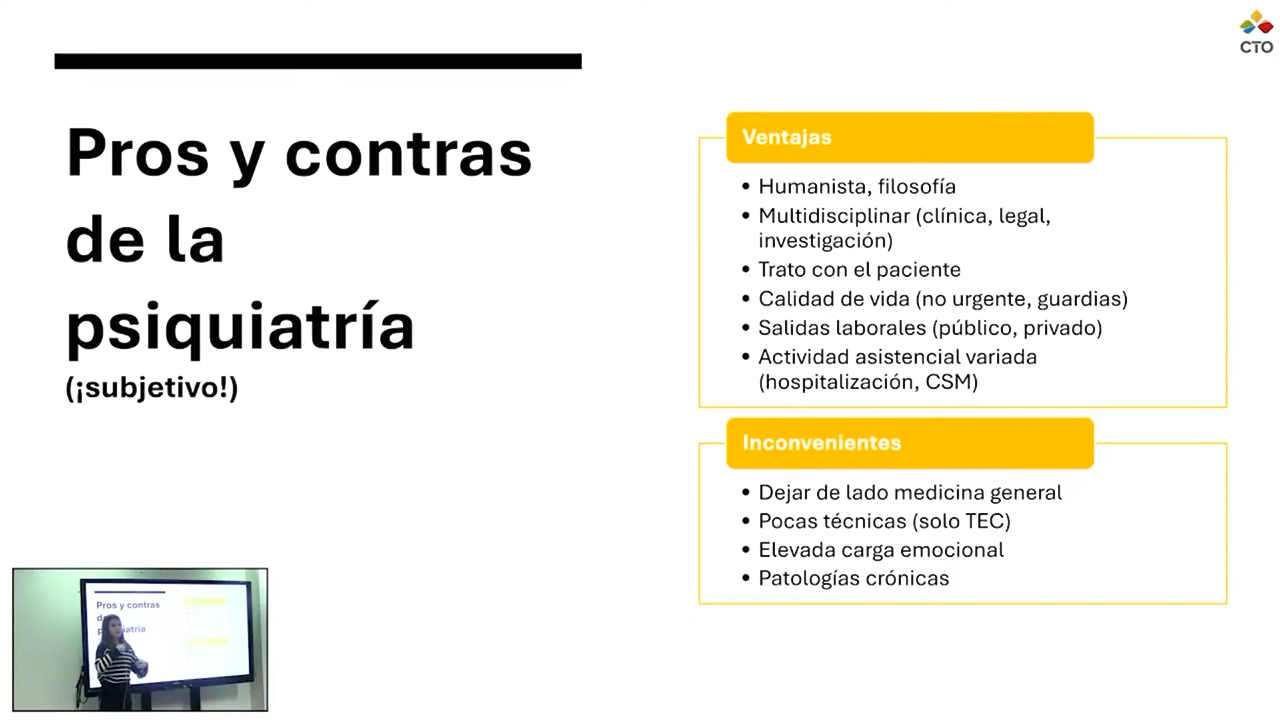 CTO
Pros y contras
de la
psiquiatría
(¡subjetivo!)
Ventajas
• Humanista, filosofía
• Multidisciplinar (clínica, legal,
investigación)
• Trato con el paciente
• Calidad de vida (no urgente, guardias)
• Salidas laborales (público, privado)
• Actividad asistencial variada
(hospitalización, CSM)
Inconvenientes
• Dejar de lado medicina general
• Pocas técnicas (solo TEC)
• Elevada carga emocional
• Patologías crónicas
Pros y contras